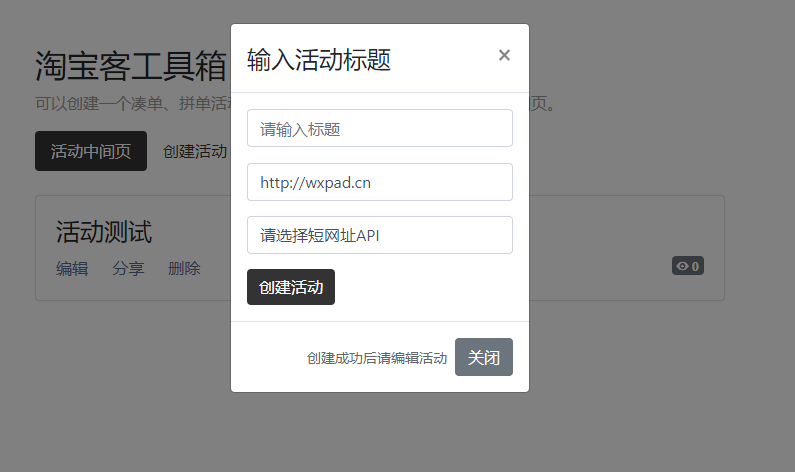 淘宝客工具箱
可以创建一个凑单、拼单活
页。
活动中间页
创建活动
活动测试
编辑
分享
删除
0
输入活动标题
×
请输入标题
http://wxpad.cn
请选择短网址API
创建活动
创建成功后请编辑活动
关闭